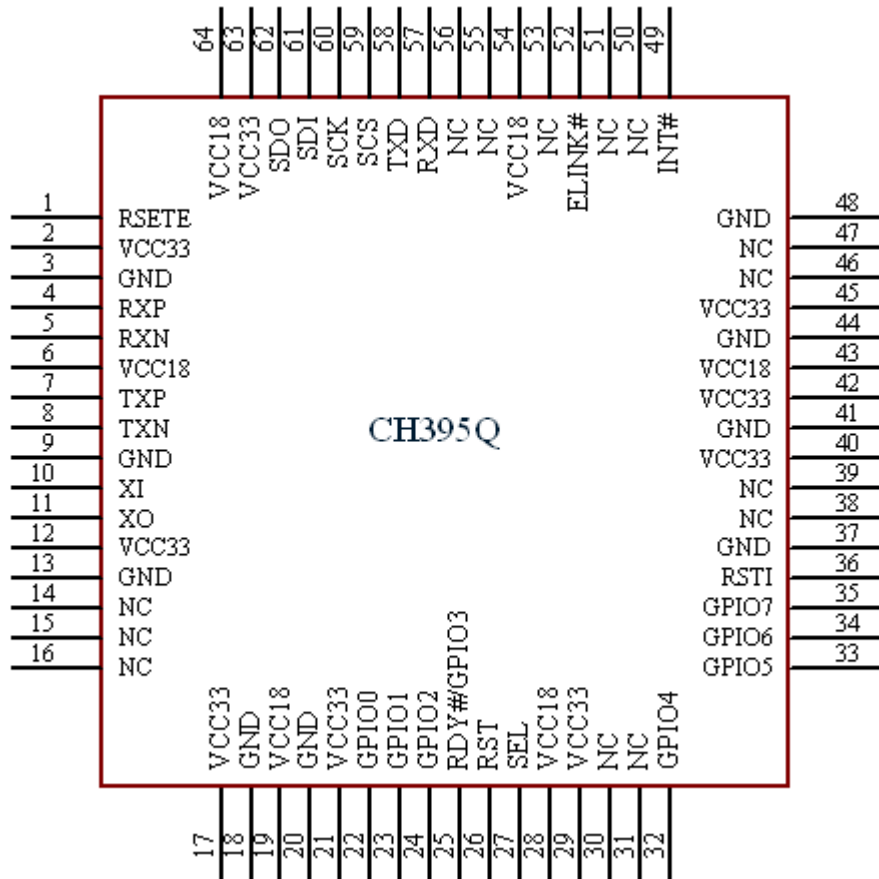 64 63 62 61 60 59 58 57 56 55 54 53 52 51 50 49
VCC18
VCC33
SDO
SDI
SCK
SCS
TXD
RXD
NC
NC
VCC18
NC
ELINK#
NC
NC
INT#
1 RSETE
2 VCC33
3 GND
4 RXP
5 RXN
6 VCC18
7 TXP
8 TXN
9 GND
10 XI
11 XO
12 VCC33
13 GND
14 NC
15 NC
16 NC
CH395Q
GND 48
NC 47
NC 46
VCC33 45
GND 44
VCC18 43
VCC33 42
GND 41
VCC33 40
NC 39
NC 38
GND 37
RSTI 36
GPIO7 35
GPIO6 34
GPIO5 33
VCC33
GND
VCC18
GND
VCC33
GPIO0
GPIO1
GPIO2
RDY#/GPIO3
RST
SEL
VCC18
VCC33
NC
NC
GPIO4
17 18 19 20 21 22 23 24 25 26 27 28 29 30 31 32